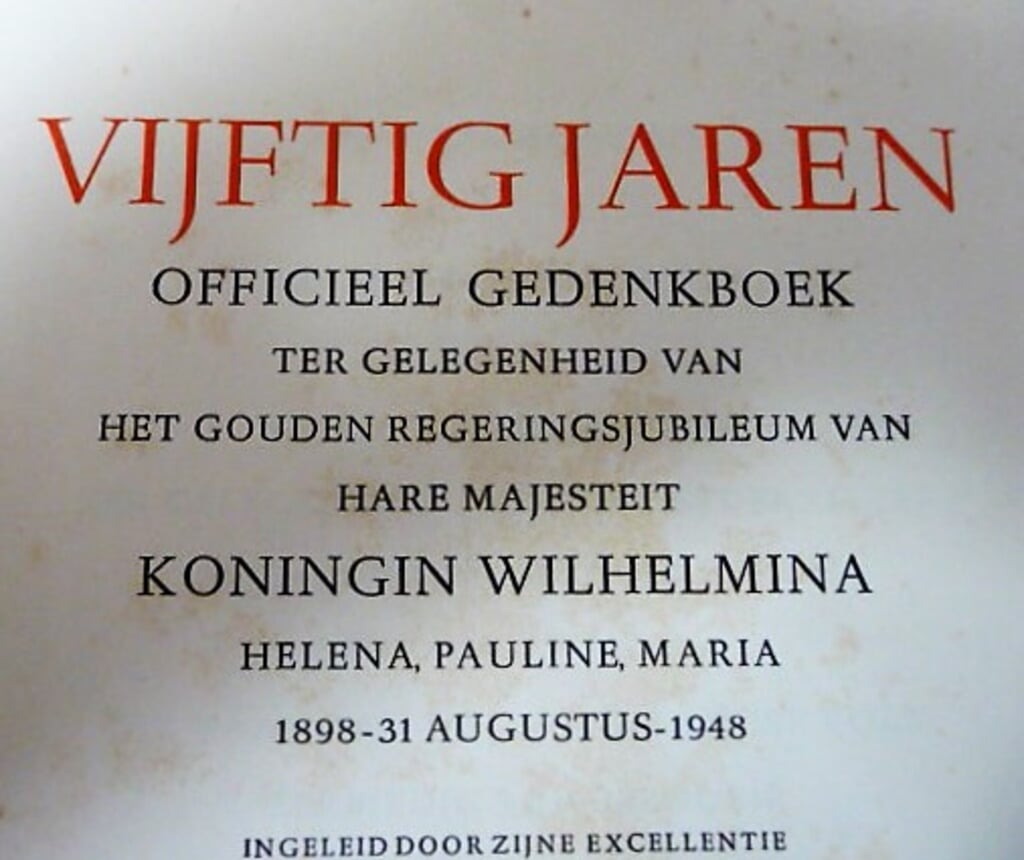 VIJFTIG JAREN
OFFICIEEL GEDENKBOEK
TER GELEGENHEID VAN
HET GOUDEN REGERINGSJUBILEUM VAN
HARE MAJESTEIT
KONINGIN WILHELMINA
HELENA, PAULINE, MARIA
1898-31 AUGUSTUS-1948
INGELEID DOOR ZIJNE EXCELLENTIE